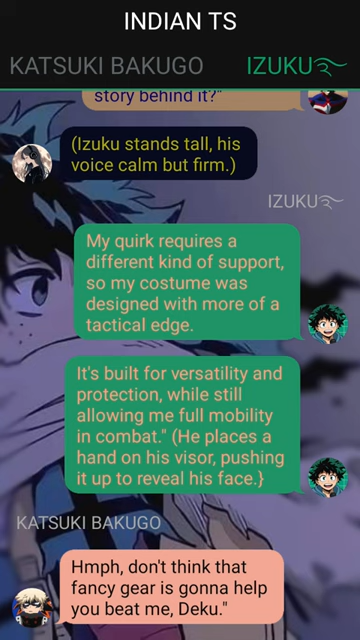 INDIAN TS
KATSUKI BAKUGO
IZUKU
story behind it?"
(Izuku stands tall, his
voice calm but firm.)
IZUKU
My quirk requires a
different kind of support,
so my costume was
designed with more of a
tactical edge.
It's built for versatility and
protection, while still
allowing me full mobility
in combat." (He places a
hand on his visor, pushing
it up to reveal his face.}
KATSUKI BAKUGO
Hmph, don't think that
fancy gear is gonna help
you beat me, Deku."